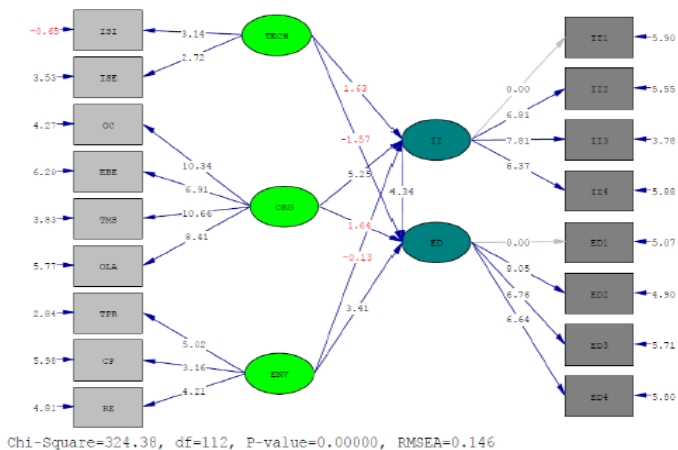 -0.65 ISI 3.14 TECH II1 5.90
3.53 ISE 2.72 1.63 0.00 II2 5.55
4.27 OC -1.57 II 6.81 II3 3.78
6.20 EBE 10.34 5.25 7.81 II4 5.88
6.91 4.34 6.37
3.83 TMS 10.66 ORG 1.64 ED 0.00 ED1 5.07
5.77 OLA 8.41 -0.13 8.05 ED2 4.90
2.84 TPR 5.02 3.41 6.76 ED3 5.71
5.58 CP 3.16 ENV 6.64 ED4 5.80
4.81 RE 4.21
Chi-Square=324.38, df=112, P-value=0.00000, RMSEA=0.146